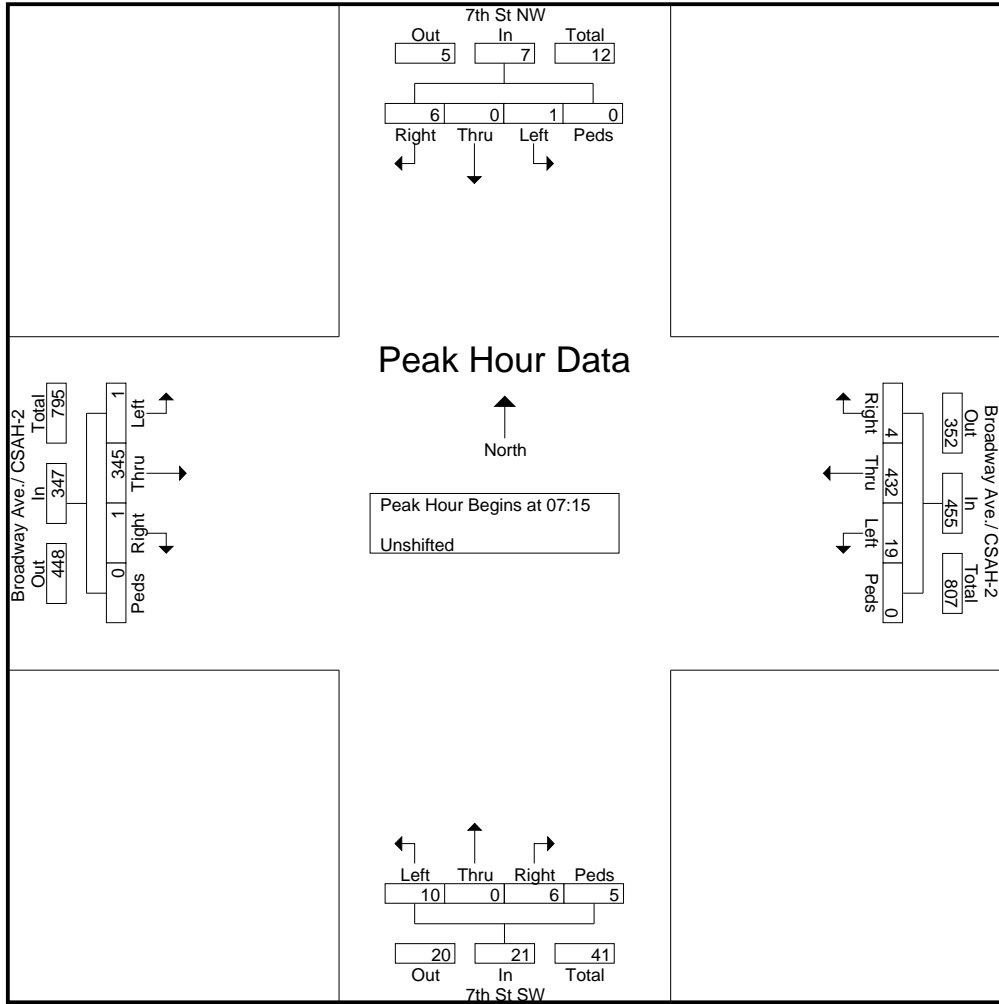 7th St NW
Out In Total
5 7 12
6 0 1 0
Right Thru Left Peds
Peak Hour Data
North
Peak Hour Begins at 07:15
Unshifted
Broadway Ave./ CSAH-2
Total In Out
795 347 448
1 345 1 0
Left Thru Right Peds
Broadway Ave./ CSAH-2
Out In Total
352 455 807
4 432 19 0
Right Thru Left Peds
Left Thru Right Peds
10 0 6 5
20 21 41
Out In Total
7th St SW